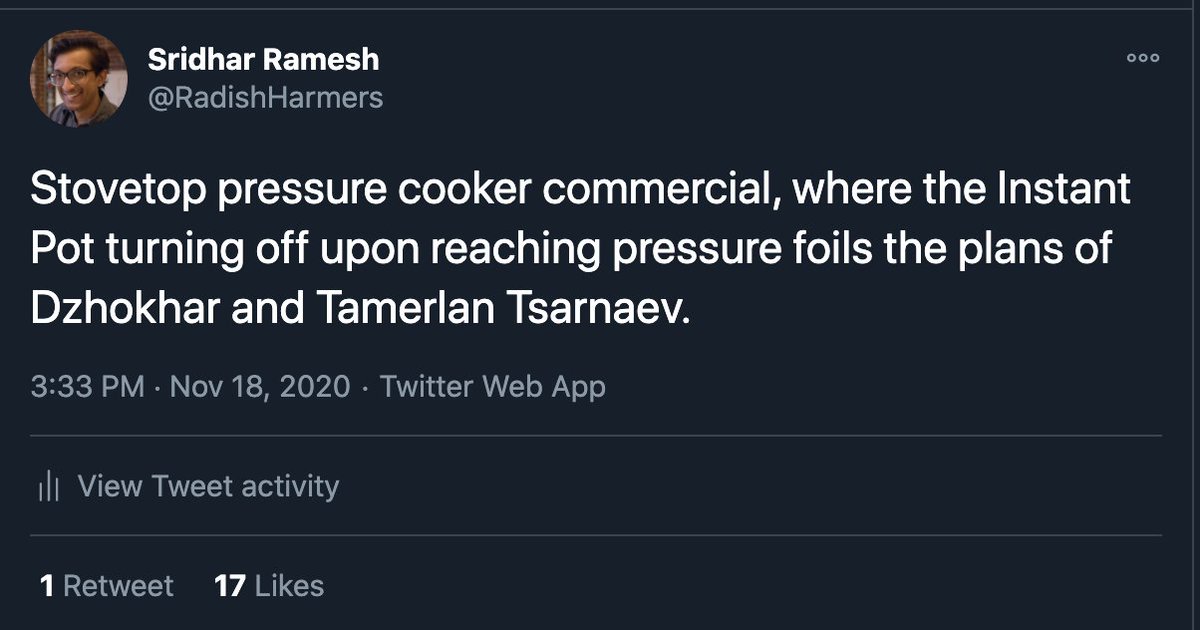 Sridhar Ramesh
@RadishHarmers
Stovetop pressure cooker commercial, where the Instant
Pot turning off upon reaching pressure foils the plans of
Dzhokhar and Tamerlan Tsarnaev.
3:33 PM · Nov 18, 2020 · Twitter Web App
View Tweet activity
1 Retweet 17 Likes